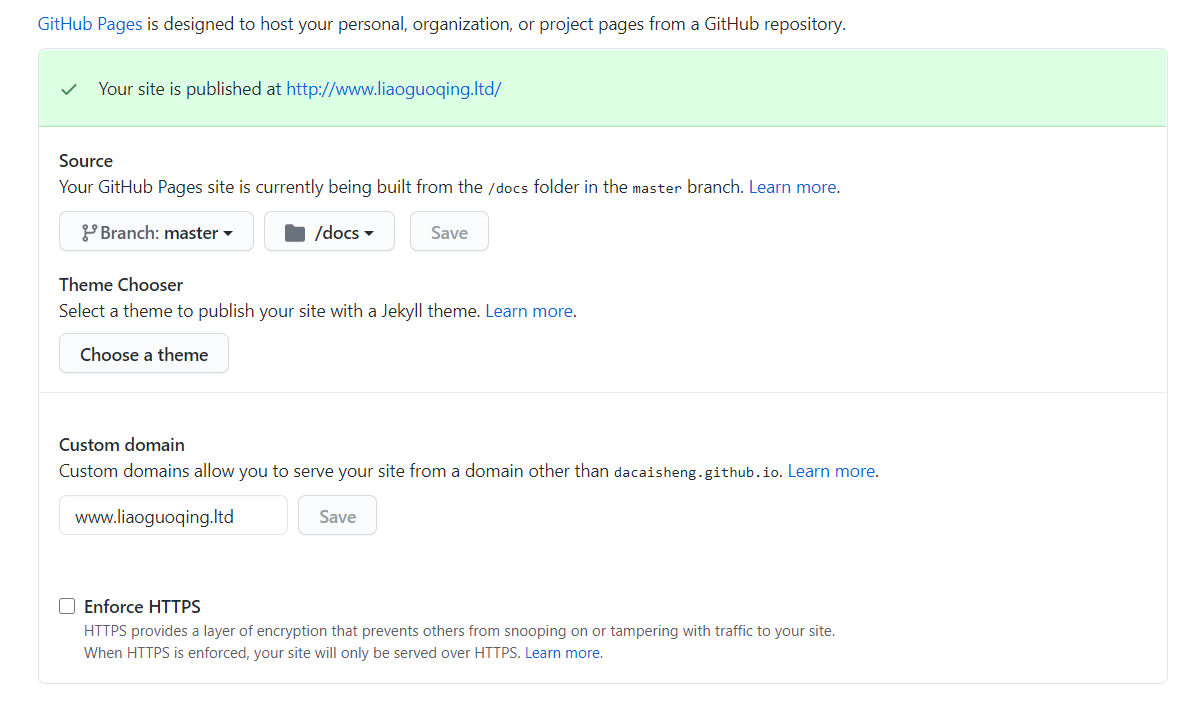 GitHub Pages is designed to host your personal, organization, or project pages from a GitHub repository.
Your site is published at http://www.liaoguoqing.ltd/
Source
Your GitHub Pages site is currently being built from the /docs folder in the master branch. Learn more.
Branch: master /docs Save
Theme Chooser
Select a theme to publish your site with a Jekyll theme. Learn more.
Choose a theme
Custom domain
Custom domains allow you to serve your site from a domain other than dacaisheng.github.io. Learn more.
www.liaoguoqing.ltd Save
Enforce HTTPS
HTTPS provides a layer of encryption that prevents others from snooping on or tampering with traffic to your site.
When HTTPS is enforced, your site will only be served over HTTPS. Learn more.